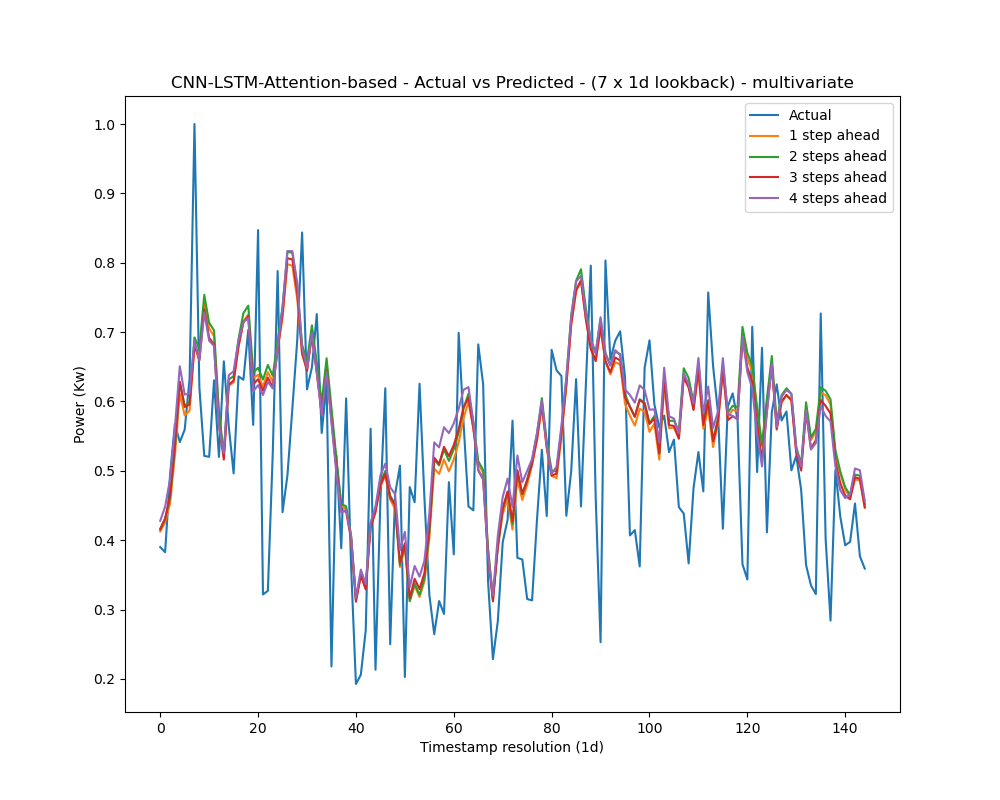 CNN-LSTM-Attention-based - Actual vs Predicted - (7 x 1d lookback) - multivariate
Actual
1 step ahead
2 steps ahead
3 steps ahead
4 steps ahead
Power (Kw)
1.0
0.9
0.8
0.7
0.6
0.5
0.4
0.3
0.2
0 20 40 60 80 100 120 140
Timestamp resolution (1d)